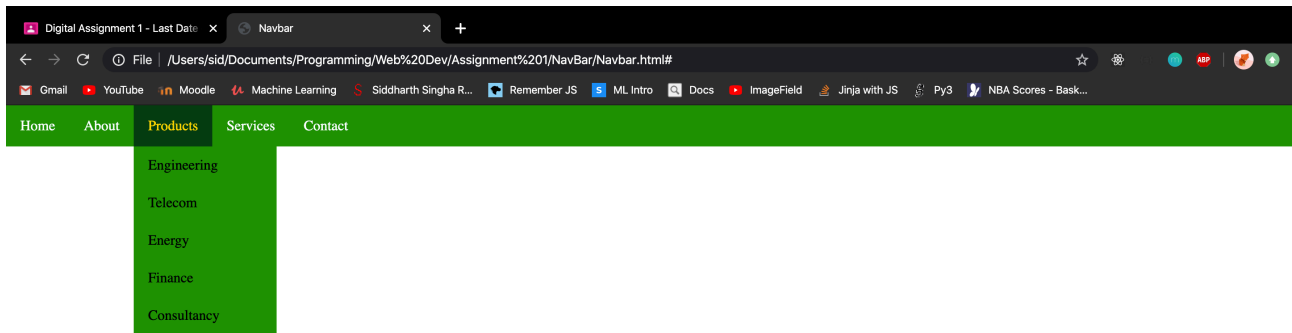 Digital Assignment 1 - Last Date Navbar
File /Users/sid/Documents/Programming/Web%20Dev/Assignment%201/NavBar/Navbar.html# ABP
Gmail YouTube Moodle Machine Learning Siddharth Singha R... Remember JS ML Intro Docs ImageField Jinja with JS Py3 NBA Scores - Bask...
Home About Products Services Contact
Engineering
Telecom
Energy
Finance
Consultancy